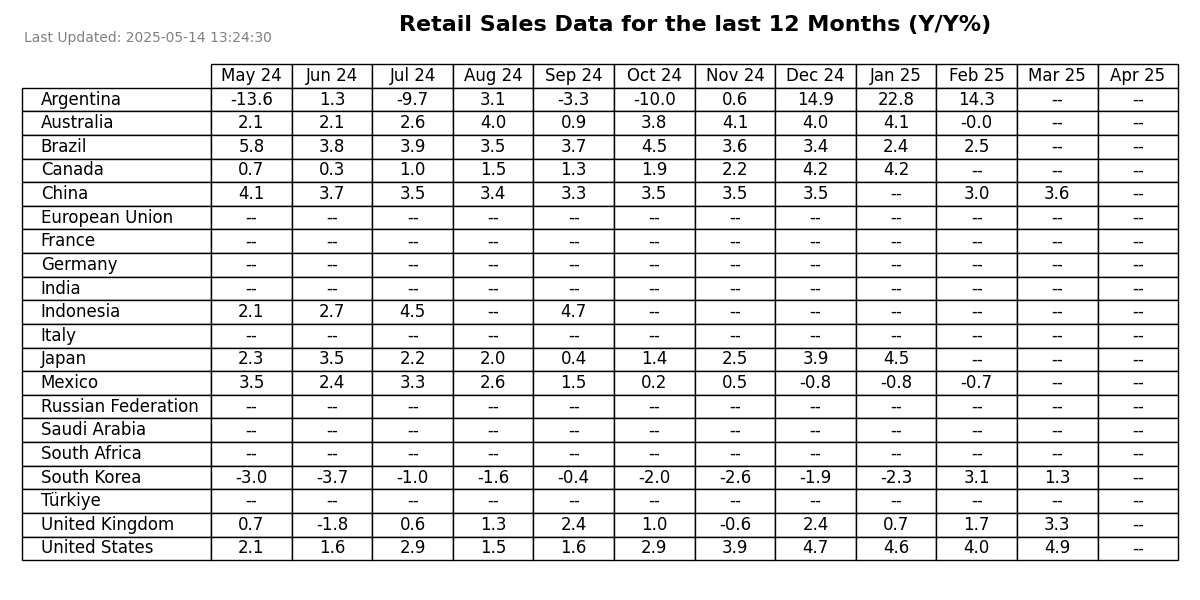 Retail Sales Data for the last 12 Months (Y/Y%)
Last Updated: 2025-05-14 13:24:30
May 24 Jun 24 Jul 24 Aug 24 Sep 24 Oct 24 Nov 24 Dec 24 Jan 25 Feb 25 Mar 25 Apr 25
Argentina -13.6 1.3 -9.7 3.1 -3.3 -10.0 0.6 14.9 22.8 14.3 -- --
Australia 2.1 2.1 2.6 4.0 0.9 3.8 4.1 4.0 4.1 -0.0 -- --
Brazil 5.8 3.8 3.9 3.5 3.7 4.5 3.6 3.4 2.4 2.5 -- --
Canada 0.7 0.3 1.0 1.5 1.3 1.9 2.2 4.2 4.2 -- -- --
China 4.1 3.7 3.5 3.4 3.3 3.5 3.5 3.5 -- 3.0 3.6 --
European Union -- -- -- -- -- -- -- -- -- -- -- --
France -- -- -- -- -- -- -- -- -- -- -- --
Germany -- -- -- -- -- -- -- -- -- -- -- --
India -- -- -- -- -- -- -- -- -- -- -- --
Indonesia 2.1 2.7 4.5 -- 4.7 -- -- -- -- -- -- --
Italy -- -- -- -- -- -- -- -- -- -- -- --
Japan 2.3 3.5 2.2 2.0 0.4 1.4 2.5 3.9 4.5 -- -- --
Mexico 3.5 2.4 3.3 2.6 1.5 0.2 0.5 -0.8 -0.8 -0.7 -- --
Russian Federation -- -- -- -- -- -- -- -- -- -- -- --
Saudi Arabia -- -- -- -- -- -- -- -- -- -- -- --
South Africa -- -- -- -- -- -- -- -- -- -- -- --
South Korea -3.0 -3.7 -1.0 -1.6 -0.4 -2.0 -2.6 -1.9 -2.3 3.1 1.3 --
Türkiye -- -- -- -- -- -- -- -- -- -- -- --
United Kingdom 0.7 -1.8 0.6 1.3 2.4 1.0 -0.6 2.4 0.7 1.7 3.3 --
United States 2.1 1.6 2.9 1.5 1.6 2.9 3.9 4.7 4.6 4.0 4.9 --